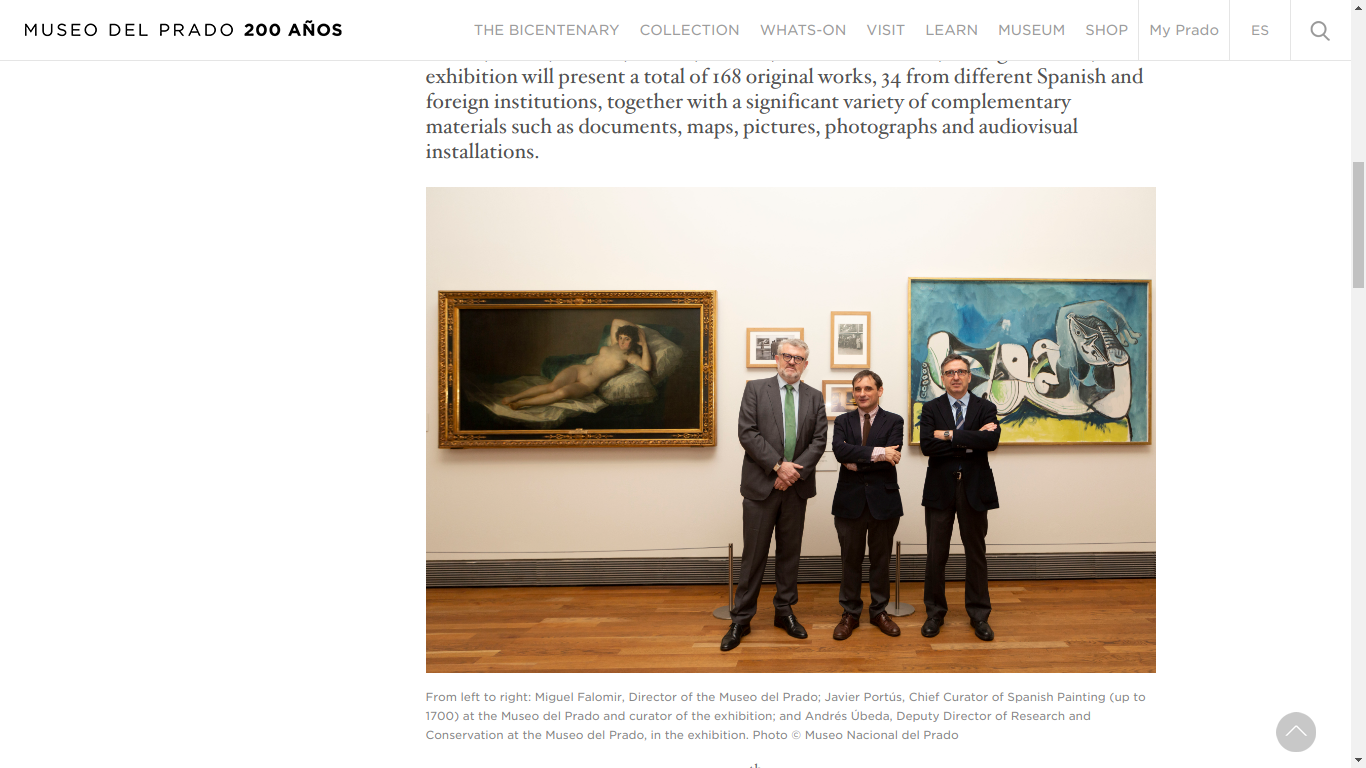 MUSEO DEL PRADO 200 AÑOS
THE BICENTENARY COLLECTION WHATS-ON VISIT LEARN MUSEUM SHOP My Prado ES
exhibition will present a total of 168 original works, 34 from different Spanish and
foreign institutions, together with a significant variety of complementary
materials such as documents, maps, pictures, photographs and audiovisual
installations.
From left to right: Miguel Falomir, Director of the Museo del Prado; Javier Portús, Chief Curator of Spanish Painting (up to
1700) at the Museo del Prado and curator of the exhibition; and Andrés Úbeda, Deputy Director of Research and
Conservation at the Museo del Prado, in the exhibition. Photo © Museo Nacional del Prado